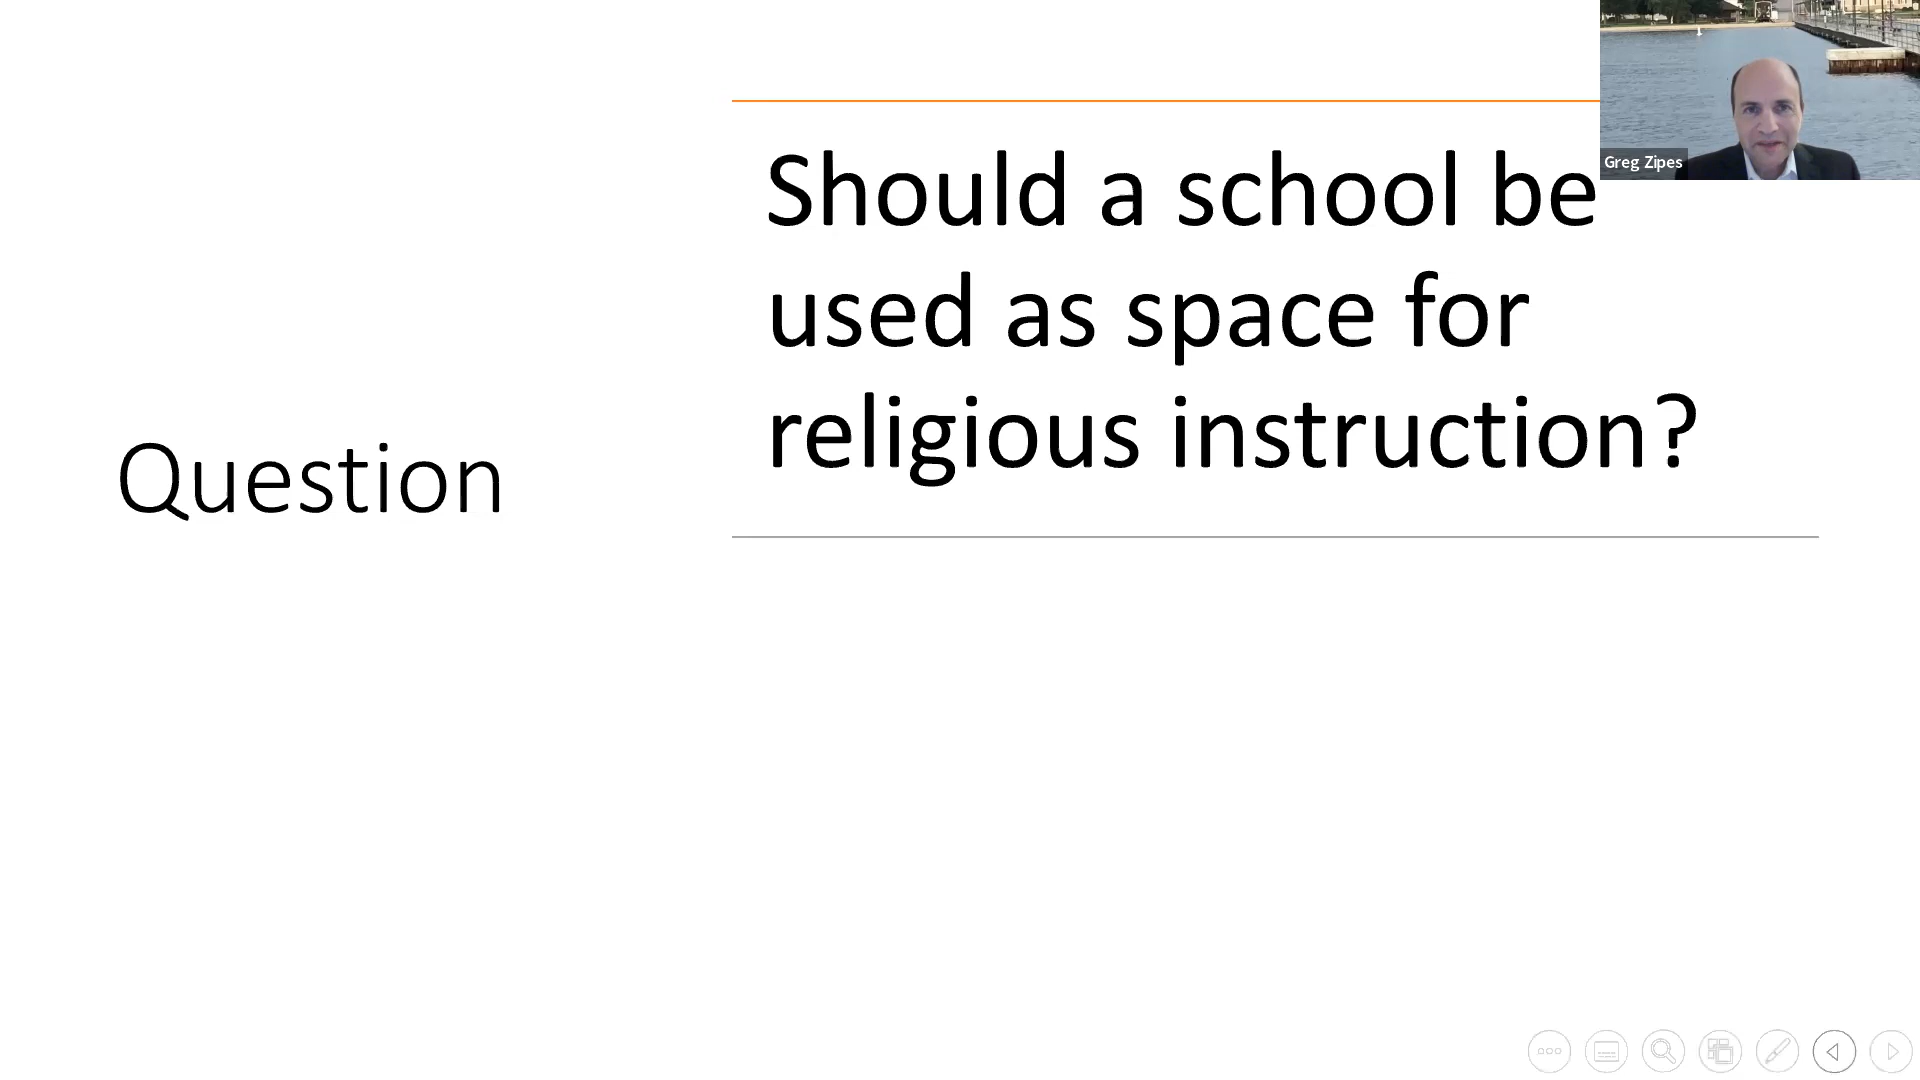 Question
Should a school be
used as space for
religious instruction?
Greg Zipes